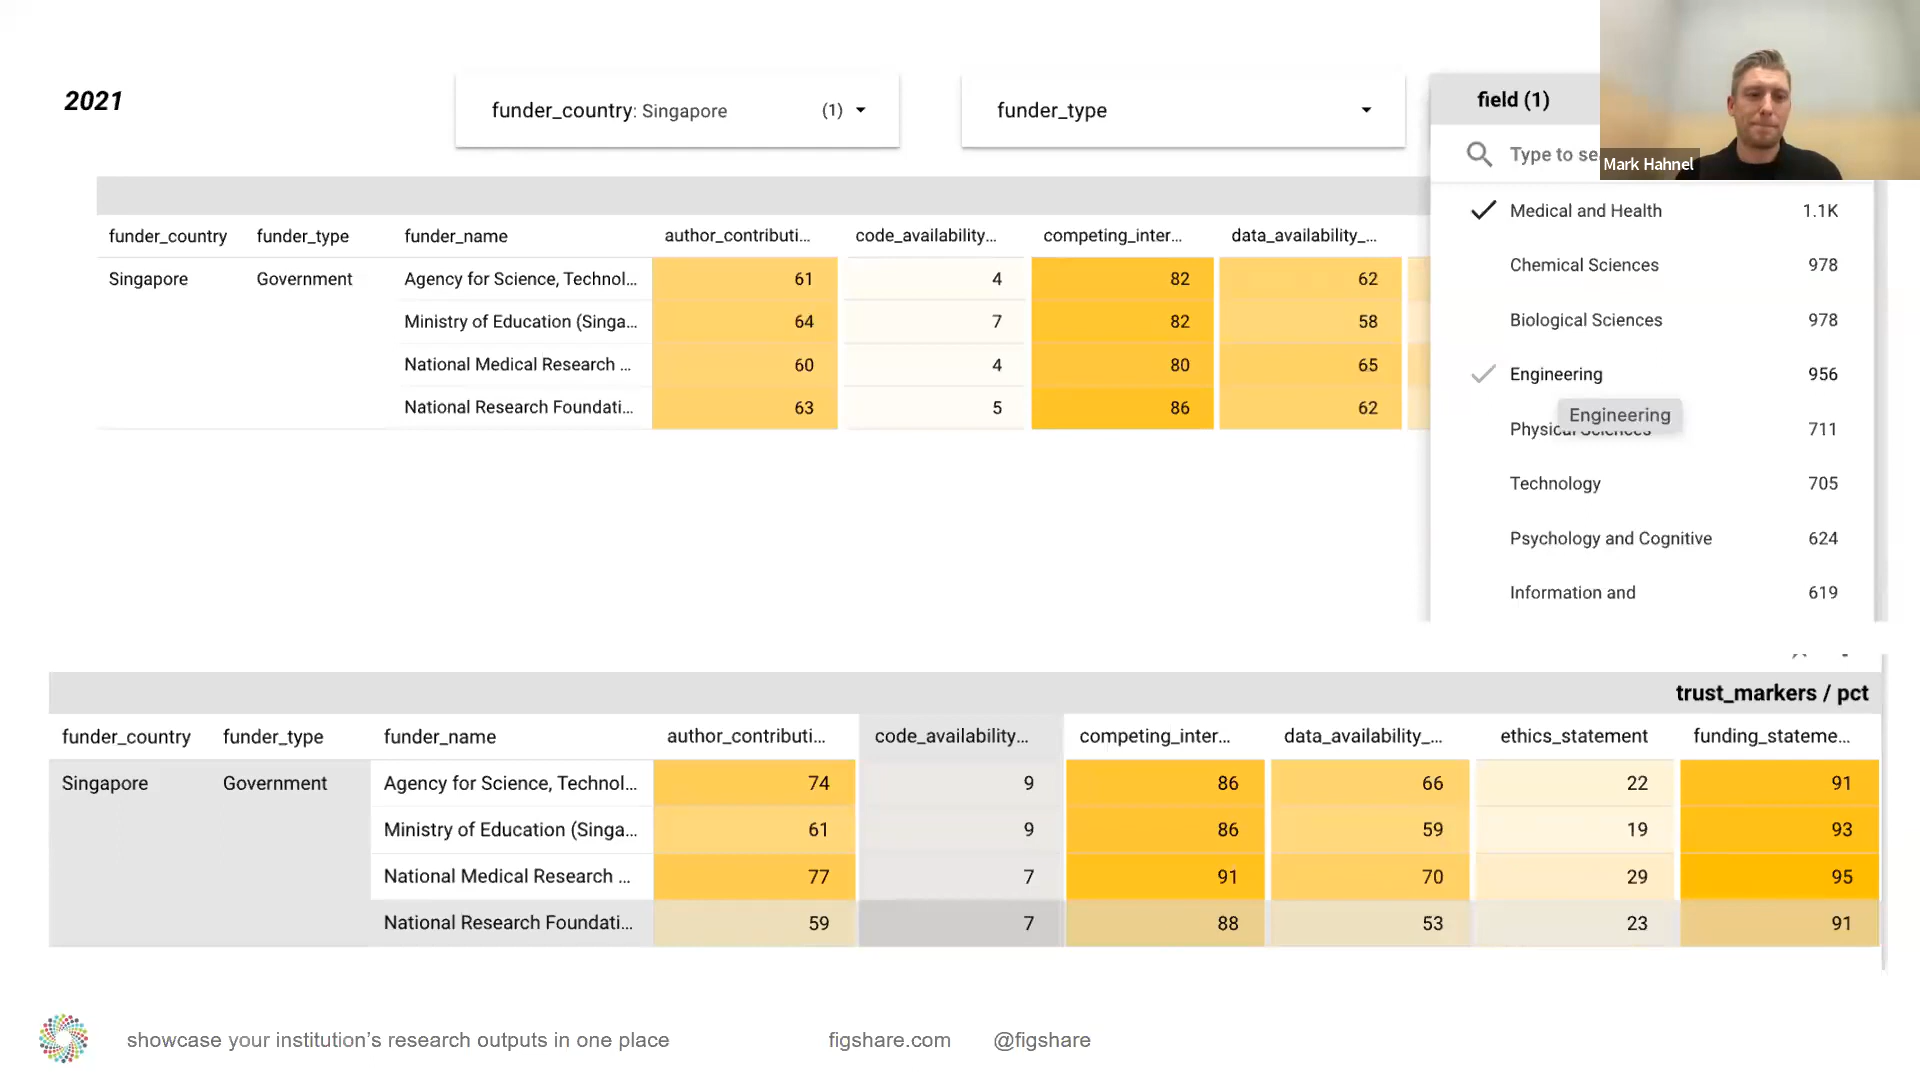 2021
funder_country: Singapore (1)
funder_type
field (1)
Type to se
Mark Hahnel
Medical and Health 1.1K
Chemical Sciences 978
Biological Sciences 978
Engineering 956
Engineering
Physical Sciences 711
Technology 705
Psychology and Cognitive 624
Information and 619
funder_country funder_type funder_name author_contributi... code_availability... competing_inter... data_availability_...
Singapore Government Agency for Science, Technol... 61 4 82 62
Ministry of Education (Singa... 64 7 82 58
National Medical Research ... 60 4 80 65
National Research Foundati... 63 5 86 62
trust_markers / pct
funder_country funder_type funder_name author_contributi... code_availability... competing_inter... data_availability_... ethics_statement funding_stateme...
Singapore Government Agency for Science, Technol... 74 9 86 66 22 91
Ministry of Education (Singa... 61 9 86 59 19 93
National Medical Research ... 77 7 91 70 29 95
National Research Foundati... 59 7 88 53 23 91
showcase your institution's research outputs in one place figshare.com @figshare